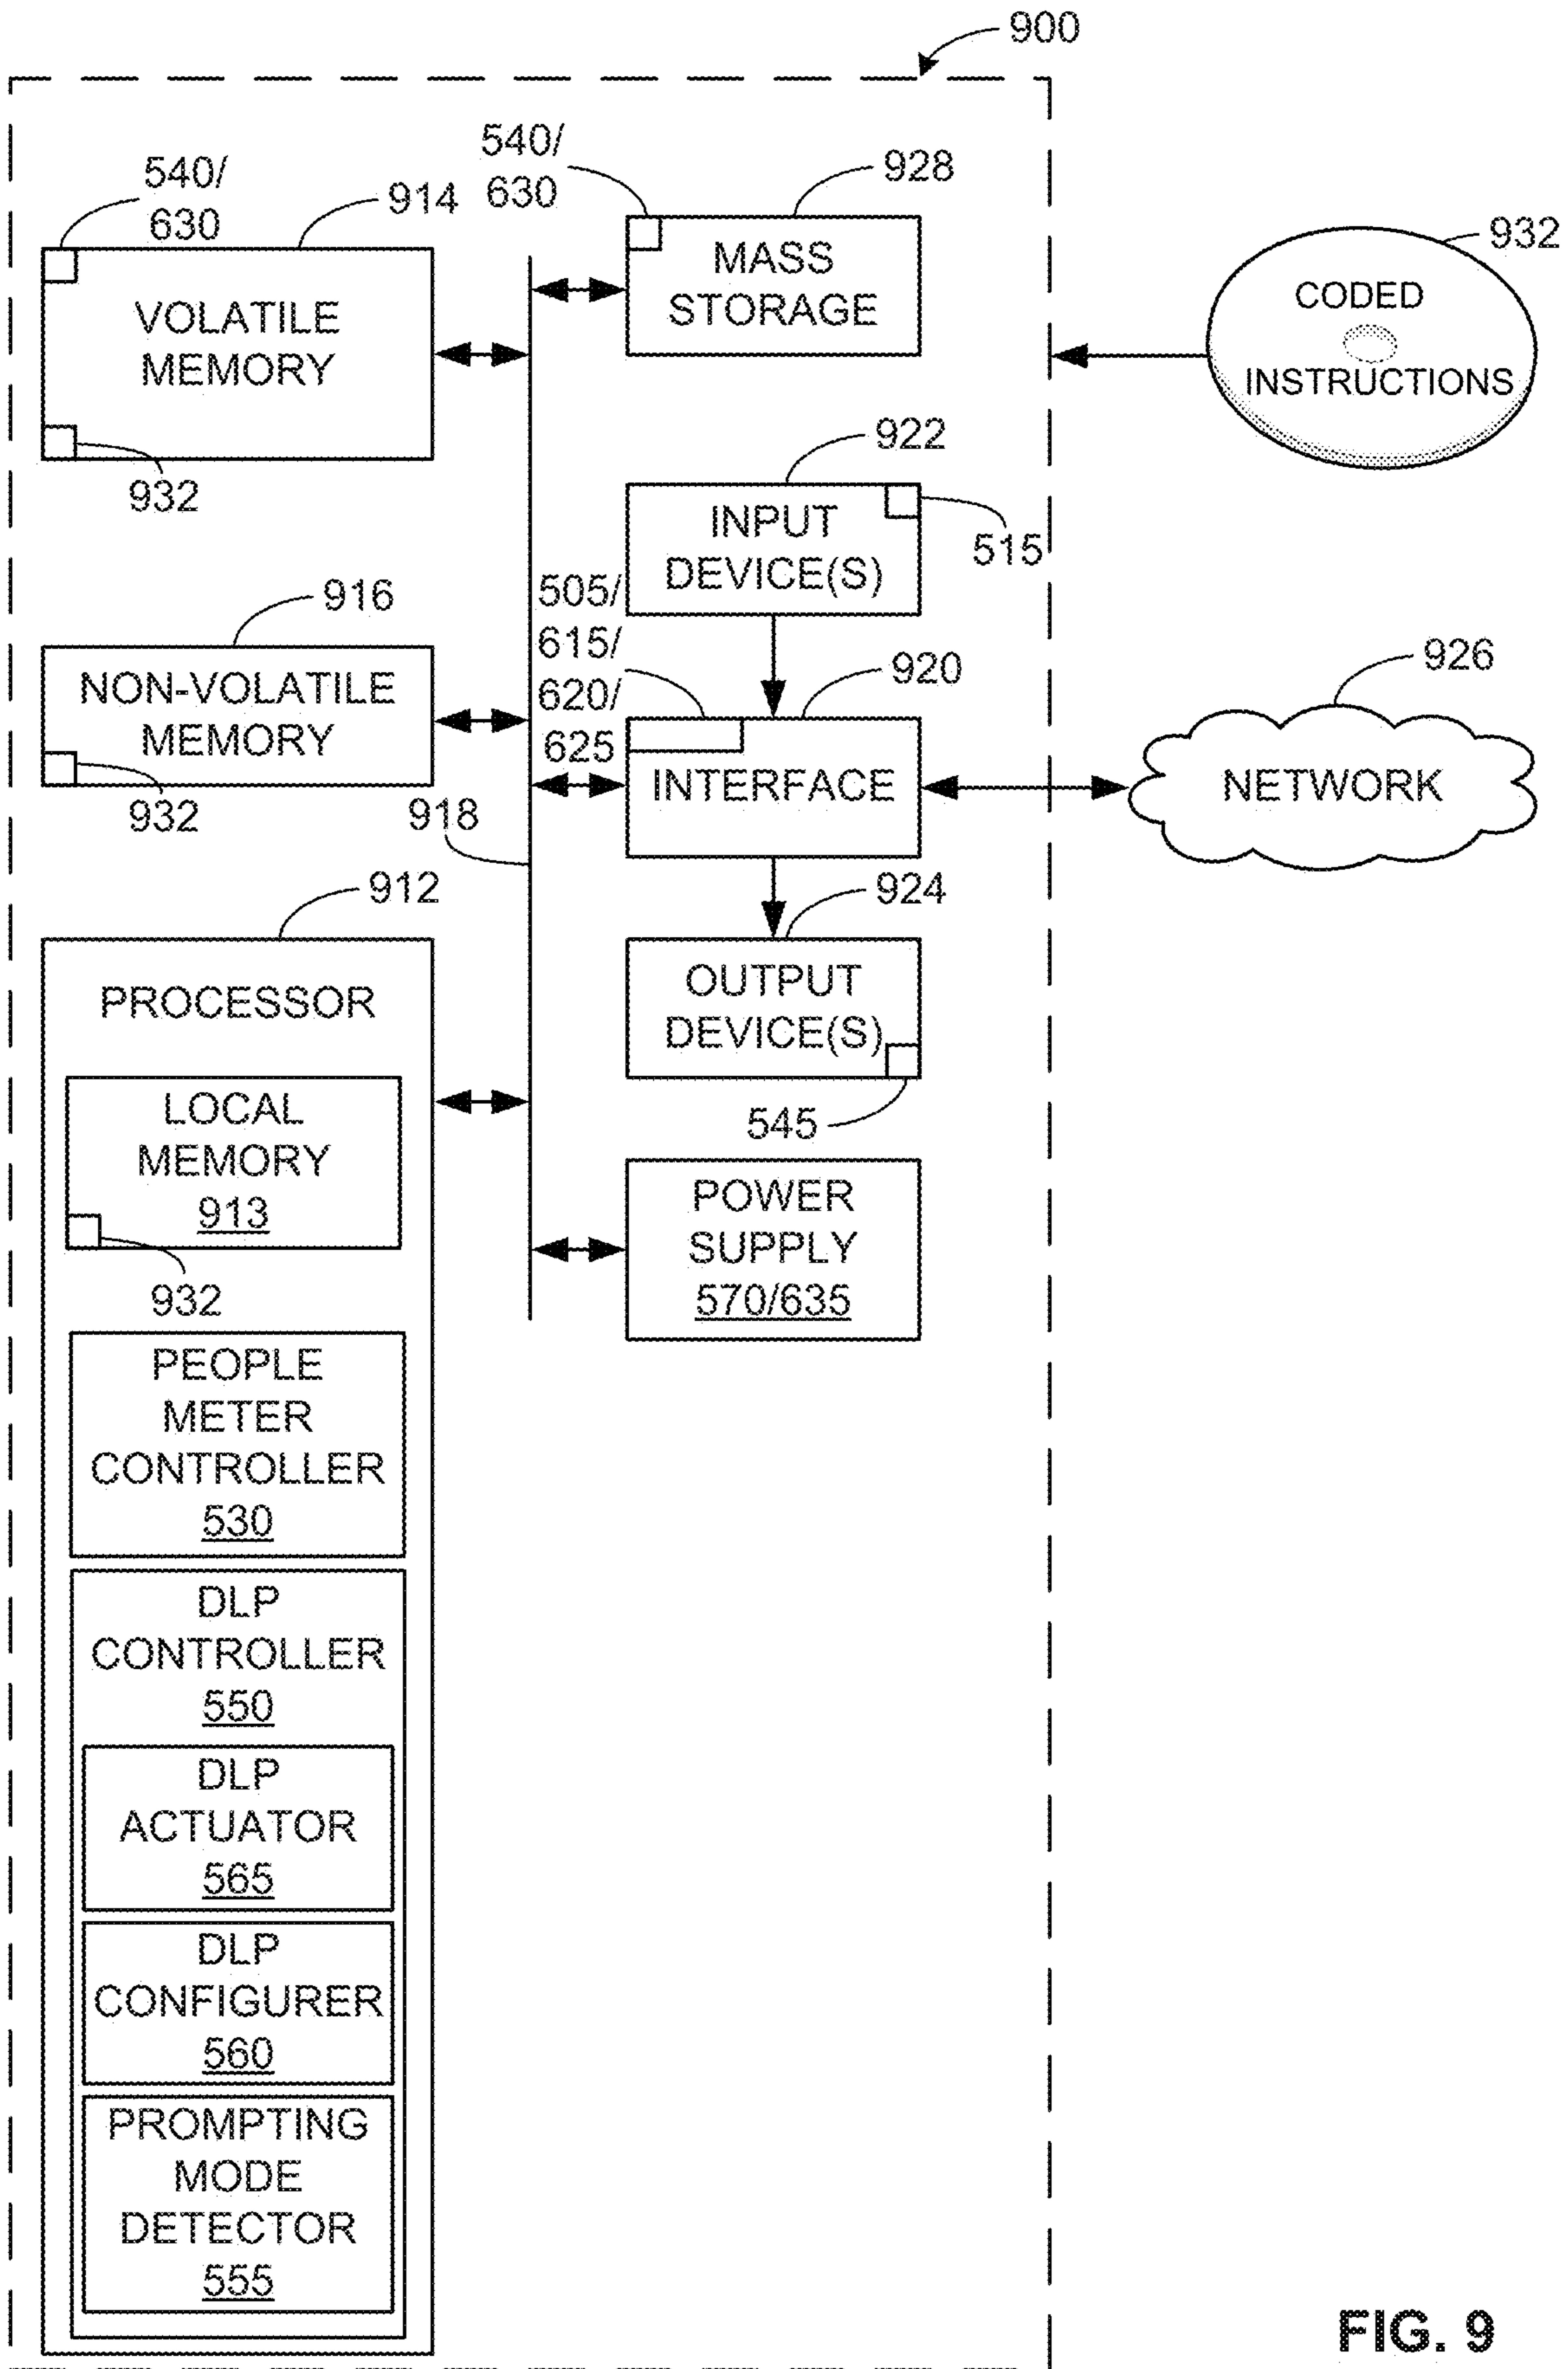 900
540/
630
914
VOLATILE
MEMORY
932
540/
630
928
MASS
STORAGE
932
CODED
INSTRUCTIONS
922
INPUT
DEVICE(S)
515
916
NON-VOLATILE
MEMORY
932
505/
615/
620/
625
920
INTERFACE
926
NETWORK
918
912
PROCESSOR
924
OUTPUT
DEVICE(S)
545
LOCAL
MEMORY
913
932
POWER
SUPPLY
570/635
PEOPLE
METER
CONTROLLER
530
DLP
CONTROLLER
550
DLP
ACTUATOR
565
DLP
CONFIGURER
560
PROMPTING
MODE
DETECTOR
555
FIG. 9